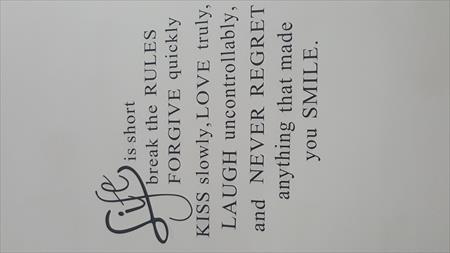 Life
is short
break the RULES
FORGIVE quickly
KISS slowly, LOVE truly,
LAUGH uncontrollably,
and NEVER REGRET
anything that made
you SMILE.